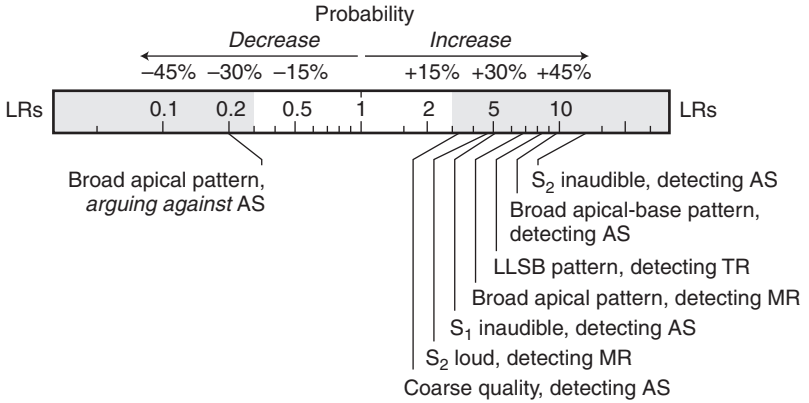 Probability
Decrease Increase
–45% –30% –15% +15% +30% +45%
LRs 0.1 0.2 0.5 1 2 5 10 LRs
Broad apical pattern,
arguing against AS
S2 inaudible, detecting AS
Broad apical-base pattern,
detecting AS
LLSB pattern, detecting TR
Broad apical pattern, detecting MR
S1 inaudible, detecting AS
S2 loud, detecting MR
Coarse quality, detecting AS